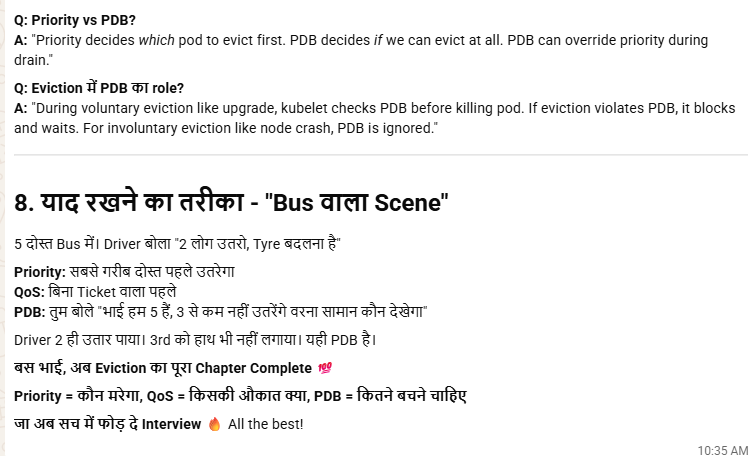 Q: Priority vs PDB?
A: "Priority decides which pod to evict first. PDB decides if we can evict at all. PDB can override priority during
drain."
Q: Eviction में PDB का role?
A: "During voluntary eviction like upgrade, kubelet checks PDB before killing pod. If eviction violates PDB, it blocks
and waits. For involuntary eviction like node crash, PDB is ignored."
8. याद रखने का तरीका - "Bus वाला Scene"
5 दोस्त Bus में। Driver बोला "2 लोग उतरो, Tyre बदलना है"
Priority: सबसे गरीब दोस्त पहले उतरेगा
QoS: बिना Ticket वाला पहले
PDB: तुम बोले "भाई हम 5 हैं, 3 से कम नहीं उतरेंगे वरना सामान कौन देखेगा"
Driver 2 ही उतार पाया। 3rd को हाथ भी नहीं लगाया। यही PDB है।
बस भाई, अब Eviction का पूरा Chapter Complete 💯
Priority = कौन मरेगा, QoS = किसकी औकात क्या, PDB = कितने बचने चाहिए
जा अब सच में फोड़ दे Interview 🔥 All the best!
10:35 AM